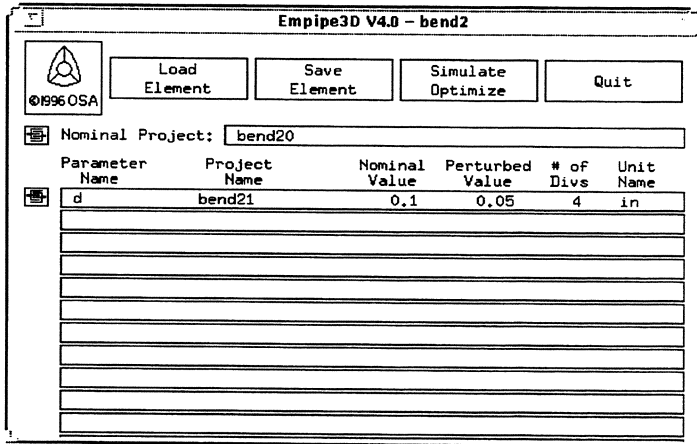 Empipe3D V4.0 – bend2
©1996 OSA
Load Element
Save Element
Simulate Optimize
Quit
Nominal Project: bend20
Parameter Name
Project Name
Nominal Value
Perturbed Value
# of Divs
Unit Name
d bend21 0.1 0.05 4 in